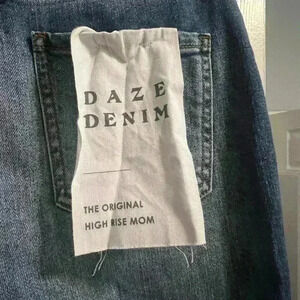 DAZE
DENIM
THE ORIGINAL
HIGH RISE MOM